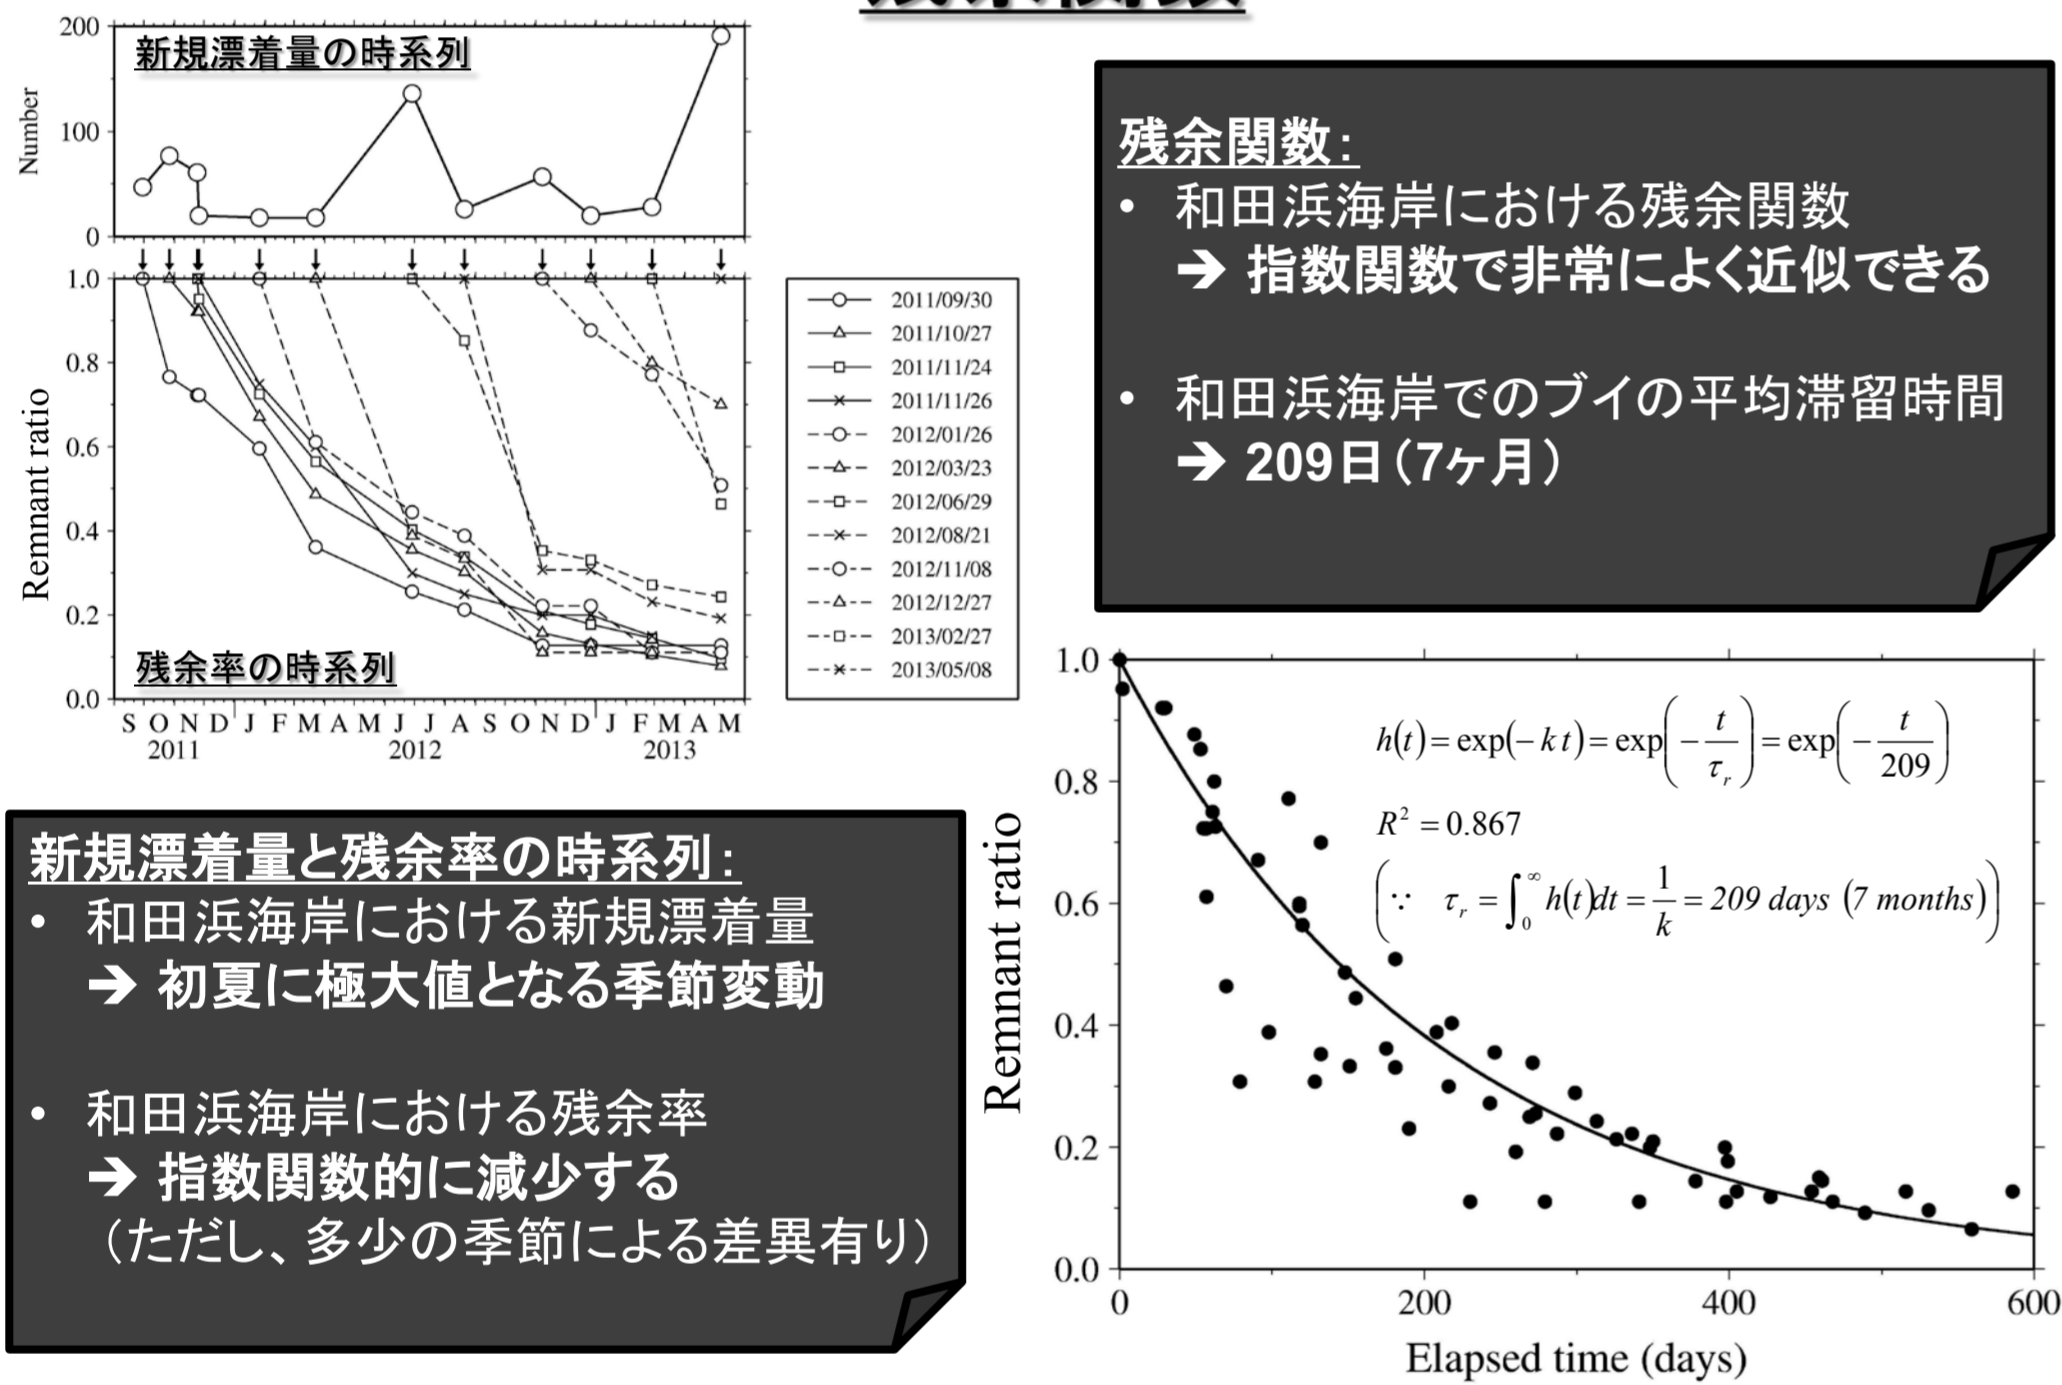 残余関数
新規漂着量の時系列
200
100
0
Number
1.0
0.8
0.6
0.4
0.2
0.0
Remnant ratio
残余率の時系列
S O N D J F M A M J J A S O N D J F M A M
2011 2012 2013
2011/09/30
2011/10/27
2011/11/24
2011/11/26
2012/01/26
2012/03/23
2012/06/29
2012/08/21
2012/11/08
2012/12/27
2013/02/27
2013/05/08
残余関数：
• 和田浜海岸における残余関数
➔ 指数関数で非常によく近似できる
• 和田浜海岸でのブイの平均滞留時間
➔ 209日（7ヶ月）
新規漂着量と残余率の時系列：
• 和田浜海岸における新規漂着量
➔ 初夏に極大値となる季節変動
• 和田浜海岸における残余率
➔ 指数関数的に減少する
（ただし、多少の季節による差異有り）
1.0
0.8
0.6
0.4
0.2
0.0
Remnant ratio
h(t) = exp(− k t) = exp(− t/τr) = exp(− t/209)
R² = 0.867
(∵ τr = ∫₀^∞ h(t)dt = 1/k = 209 days (7 months))
0 200 400 600
Elapsed time (days)